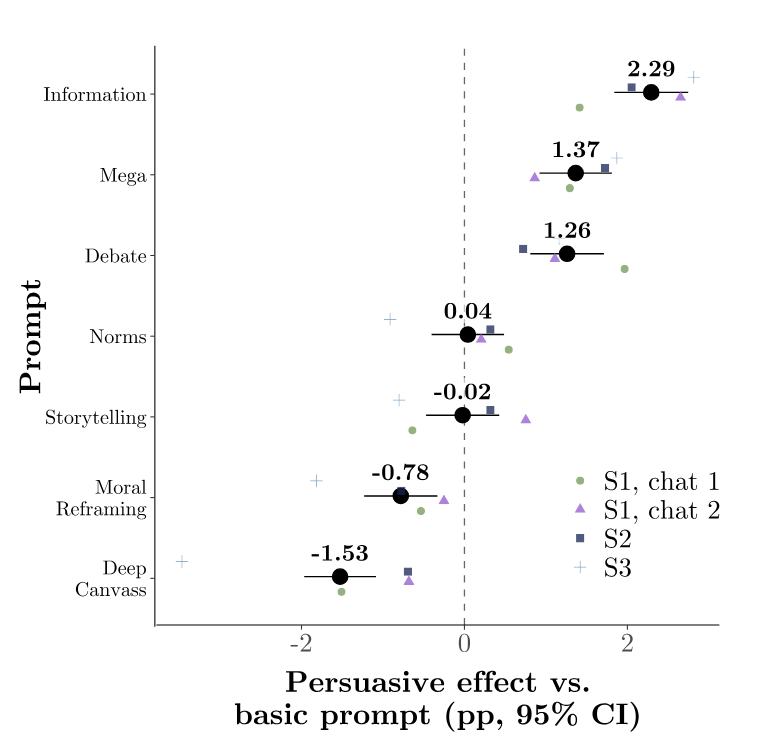 2.29
Information
1.37
Mega
1.26
Debate
0.04
Norms
-0.02
Storytelling
-0.78
Moral
Reframing
-1.53
Deep
Canvass
Prompt
S1, chat 1
S1, chat 2
S2
S3
-2 0 2
Persuasive effect vs.
basic prompt (pp, 95% CI)